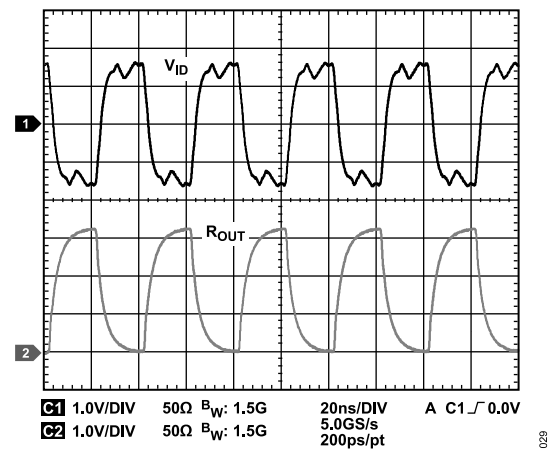 VID
1
ROUT
2
C1 1.0V/DIV 50Ω BW: 1.5G 20ns/DIV A C1 0.0V
C2 1.0V/DIV 50Ω BW: 1.5G 5.0GS/s
200ps/pt
029